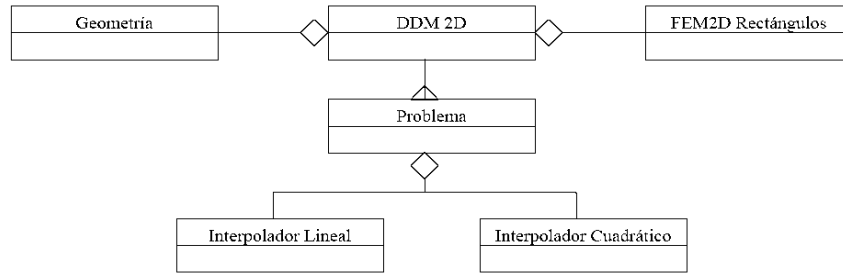 Geometría
DDM 2D
FEM2D Rectángulos
Problema
Interpolador Lineal
Interpolador Cuadrático